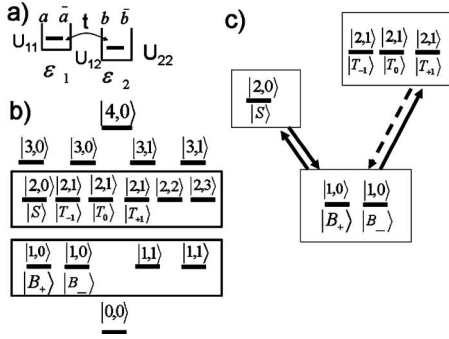 a)
a ā t b b̄
U₁₁ U₁₂ U₂₂
ε₁ ε₂
b)
|4,0⟩
|3,0⟩ |3,0⟩ |3,1⟩ |3,1⟩
|2,0⟩ |2,1⟩ |2,1⟩ |2,1⟩ |2,2⟩ |2,3⟩
|S⟩ |T₋₁⟩ |T₀⟩ |T₊₁⟩
|1,0⟩ |1,0⟩ |1,1⟩ |1,1⟩
|B₊⟩ |B₋⟩
|0,0⟩
c)
|2,1⟩ |2,1⟩ |2,1⟩
|T₋₁⟩ |T₀⟩ |T₊₁⟩
|2,0⟩
|S⟩
|1,0⟩ |1,0⟩
|B₊⟩ |B₋⟩